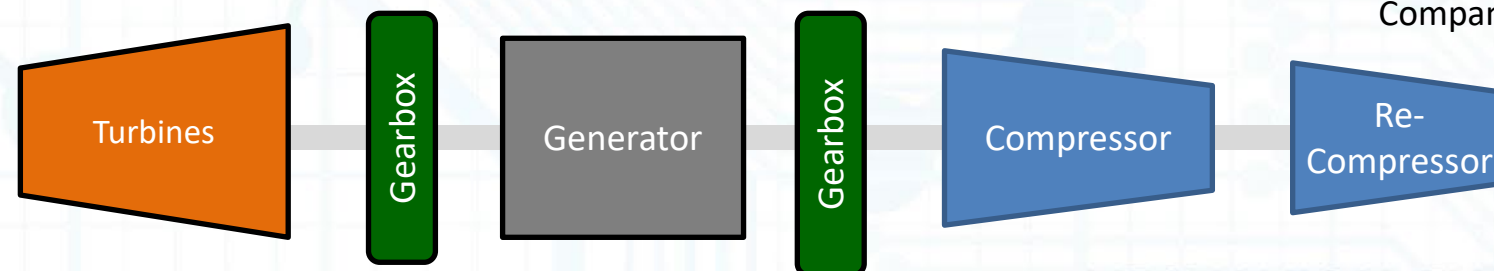 Turbines
Gearbox
Generator
Gearbox
Compressor
Re-
Compressor